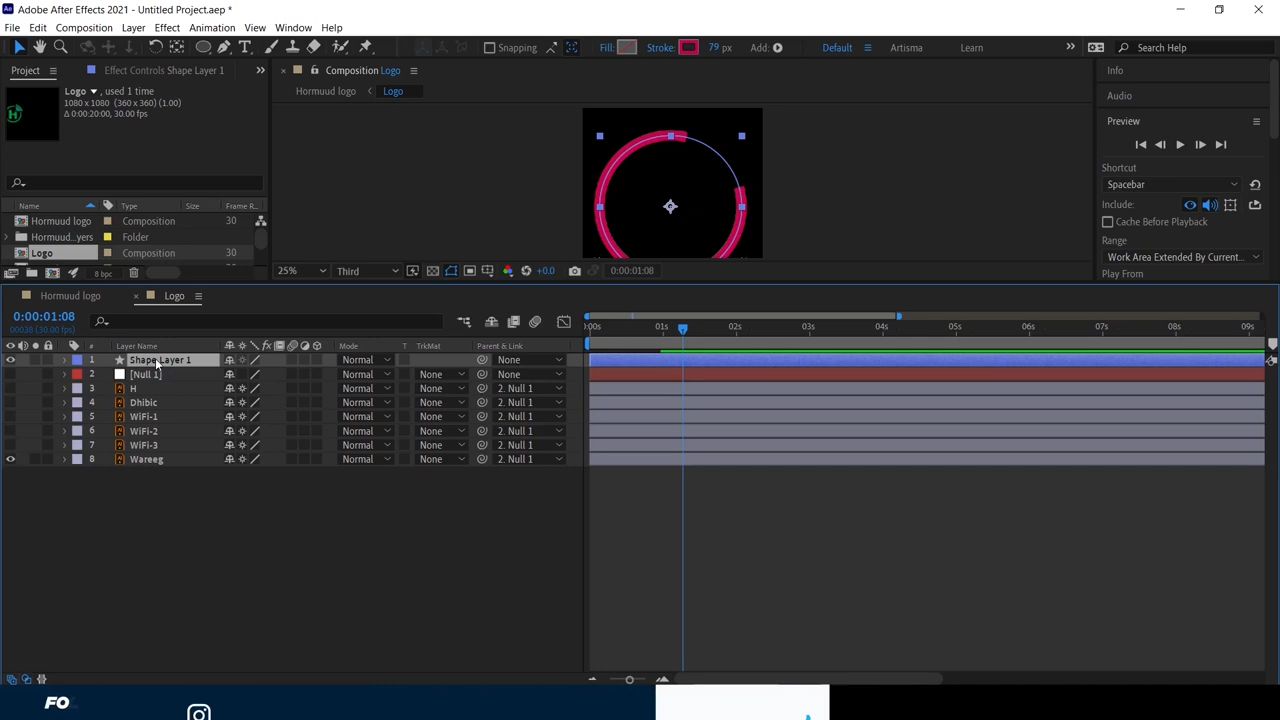 Adobe After Effects 2021 - Untitled Project.aep *
File Edit Composition Layer Effect Animation View Window Help
Snapping Fill: Stroke: 79 px Add: Default Artisma Learn Search Help
Project Effect Controls Shape Layer 1 Composition Logo Info
Logo , used 1 time
1080 x 1080 (360 x 360) (1.00)
Δ 0:00:20:00, 30.00 fps
Hormuud logo Logo
Audio
Preview
Shortcut
Spacebar
Include:
Cache Before Playback
Range
Work Area Extended By Current...
Play From
Name Type Size Frame R...
Hormuud logo Composition 30
Hormuud...yers Folder
Logo Composition 30
8 bpc
25% Third +0.0 0:00:01:08
Hormuud logo Logo
0:00:01:08
00038 (30.00 fps)
:00s 01s 02s 03s 04s 05s 06s 07s 08s 09s
# Layer Name Mode T TrkMat Parent & Link
1 Shape Layer 1 Normal None
2 [Null 1] Normal None None
3 H Normal None 2. Null 1
4 Dhibic Normal None 2. Null 1
5 WiFi-1 Normal None 2. Null 1
6 WiFi-2 Normal None 2. Null 1
7 WiFi-3 Normal None 2. Null 1
8 Wareeg Normal None 2. Null 1
FO